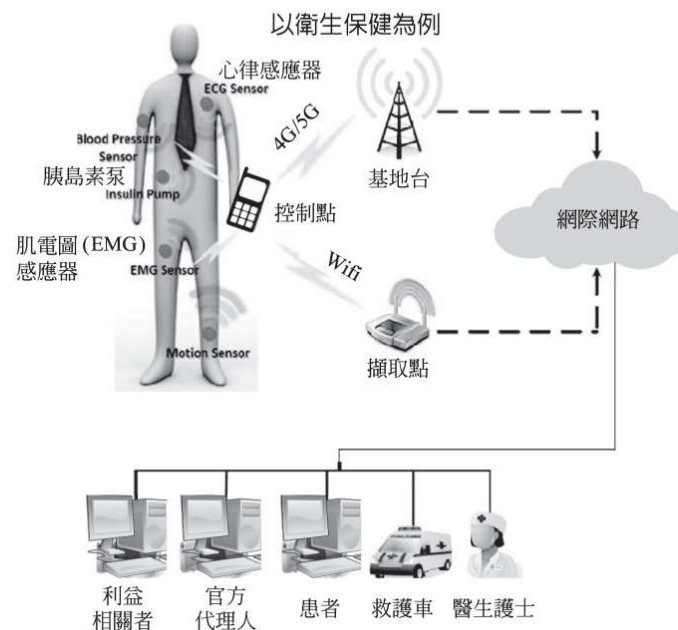 以衛生保健為例
心律感應器
ECG Sensor
Blood Pressure
Sensor
胰島素泵
Insulin Pump
肌電圖(EMG)
感應器
EMG Sensor
Motion Sensor
控制點
4G/5G
Wifi
基地台
擷取點
網際網路
利益
相關者
官方
代理人
患者
救護車
醫生護士